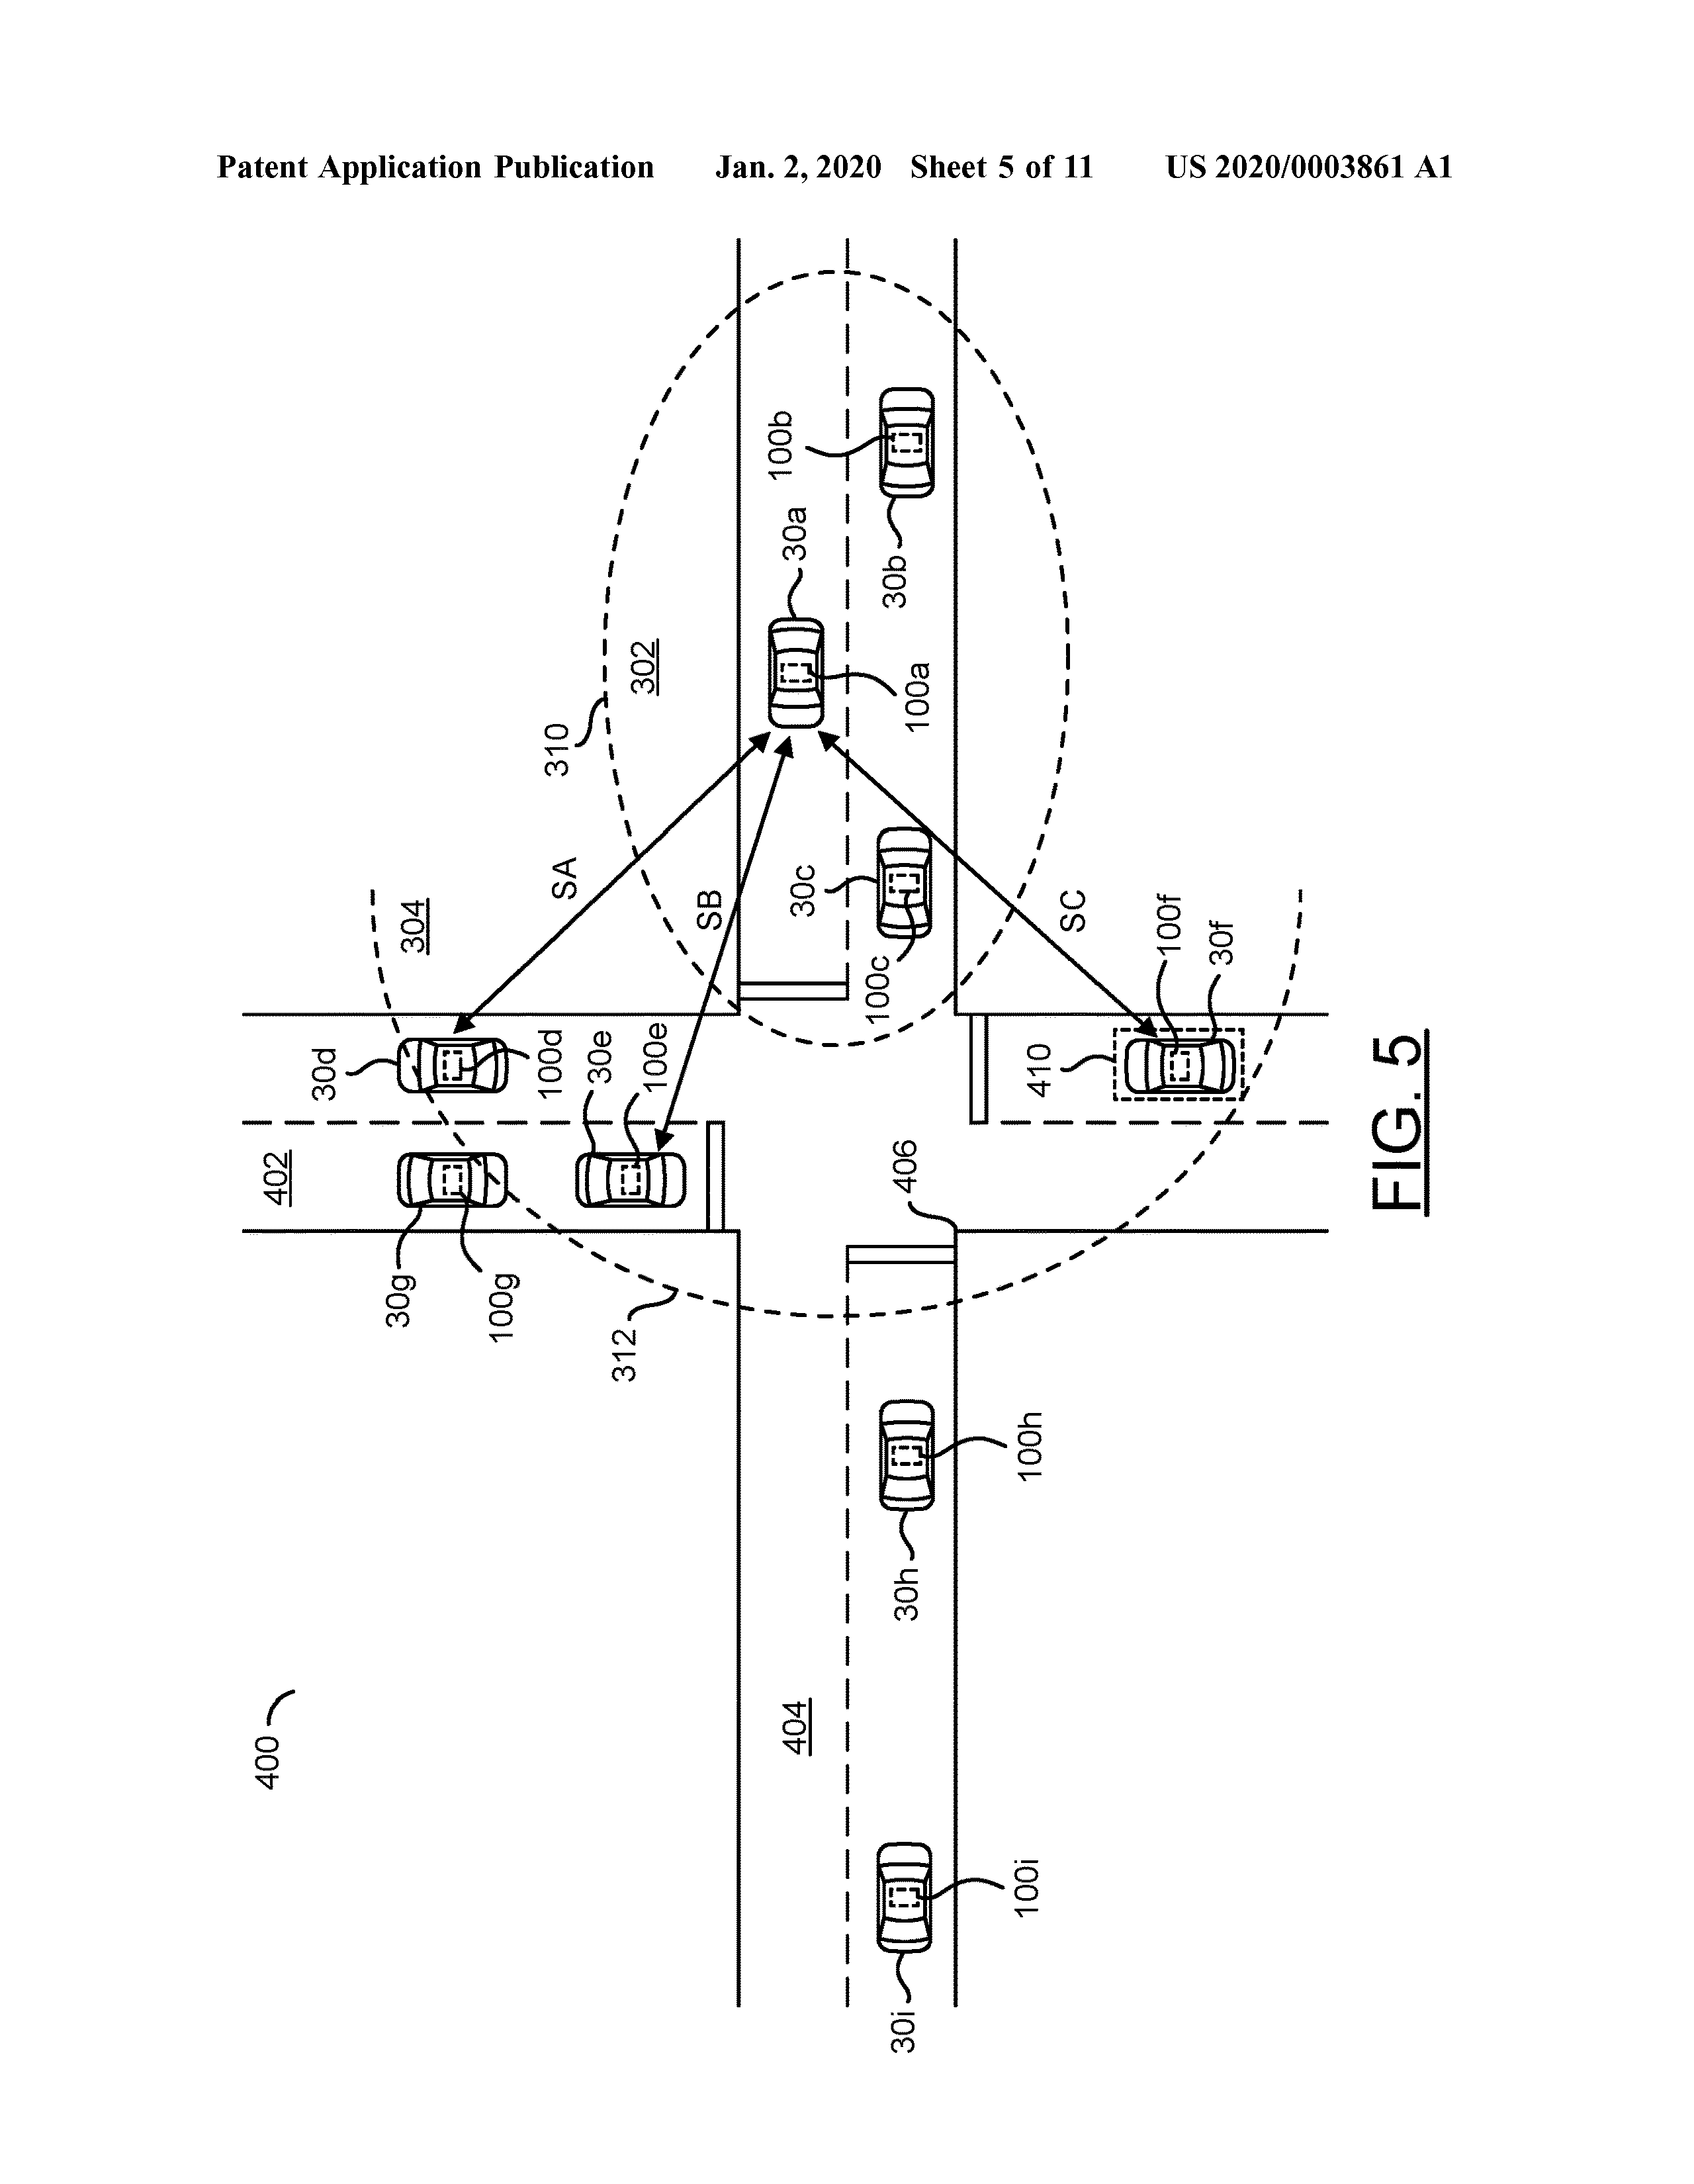 Patent Application Publication Jan. 2, 2020 Sheet 5 of 11 US 2020/0003861 A1
400
402
30g
100g
30d
100d
30e
100e
312
304
SA
SB
310
302
30a
100a
100b
30b
30c
100c
SC
100f
30f
410
406
404
30h
100h
30i
100i
FIG. 5